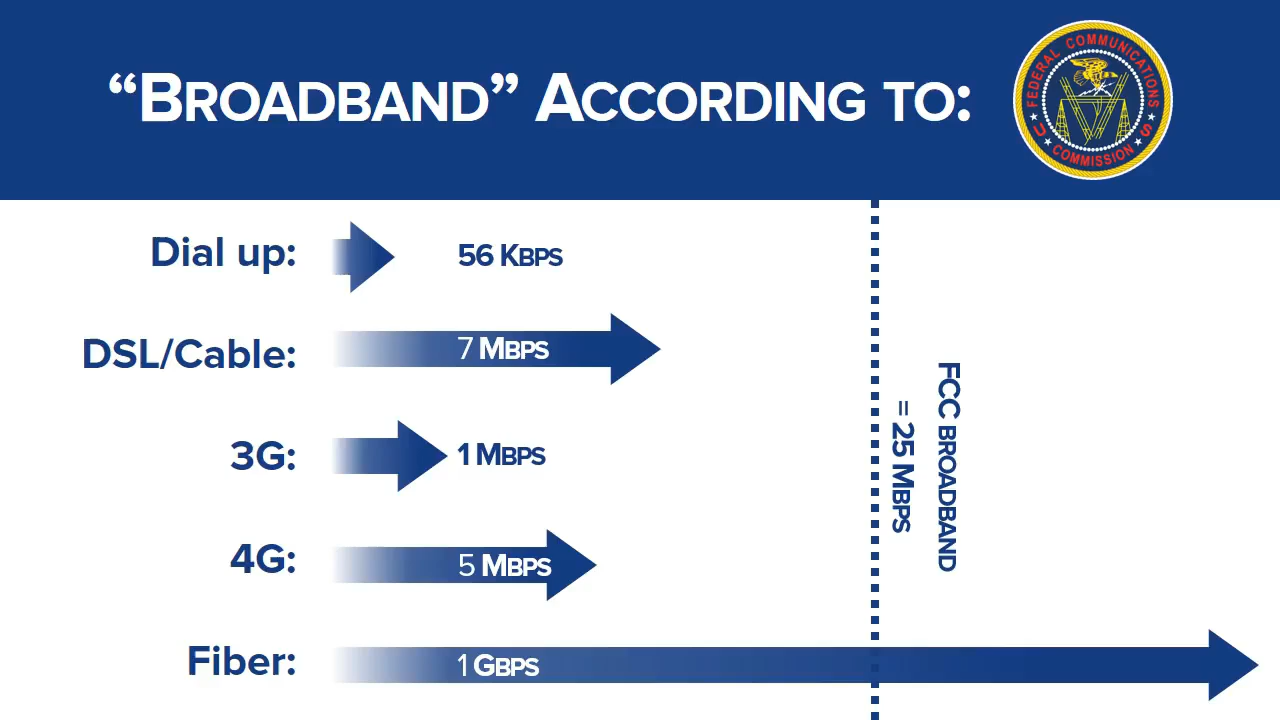 “BROADBAND” ACCORDING TO:
FEDERAL COMMUNICATIONS
U S
COMMISSION
Dial up:
56 KBPS
DSL/Cable:
7 MBPS
3G:
1 MBPS
4G:
5 MBPS
Fiber:
1 GBPS
FCC BROADBAND
= 25 MBPS